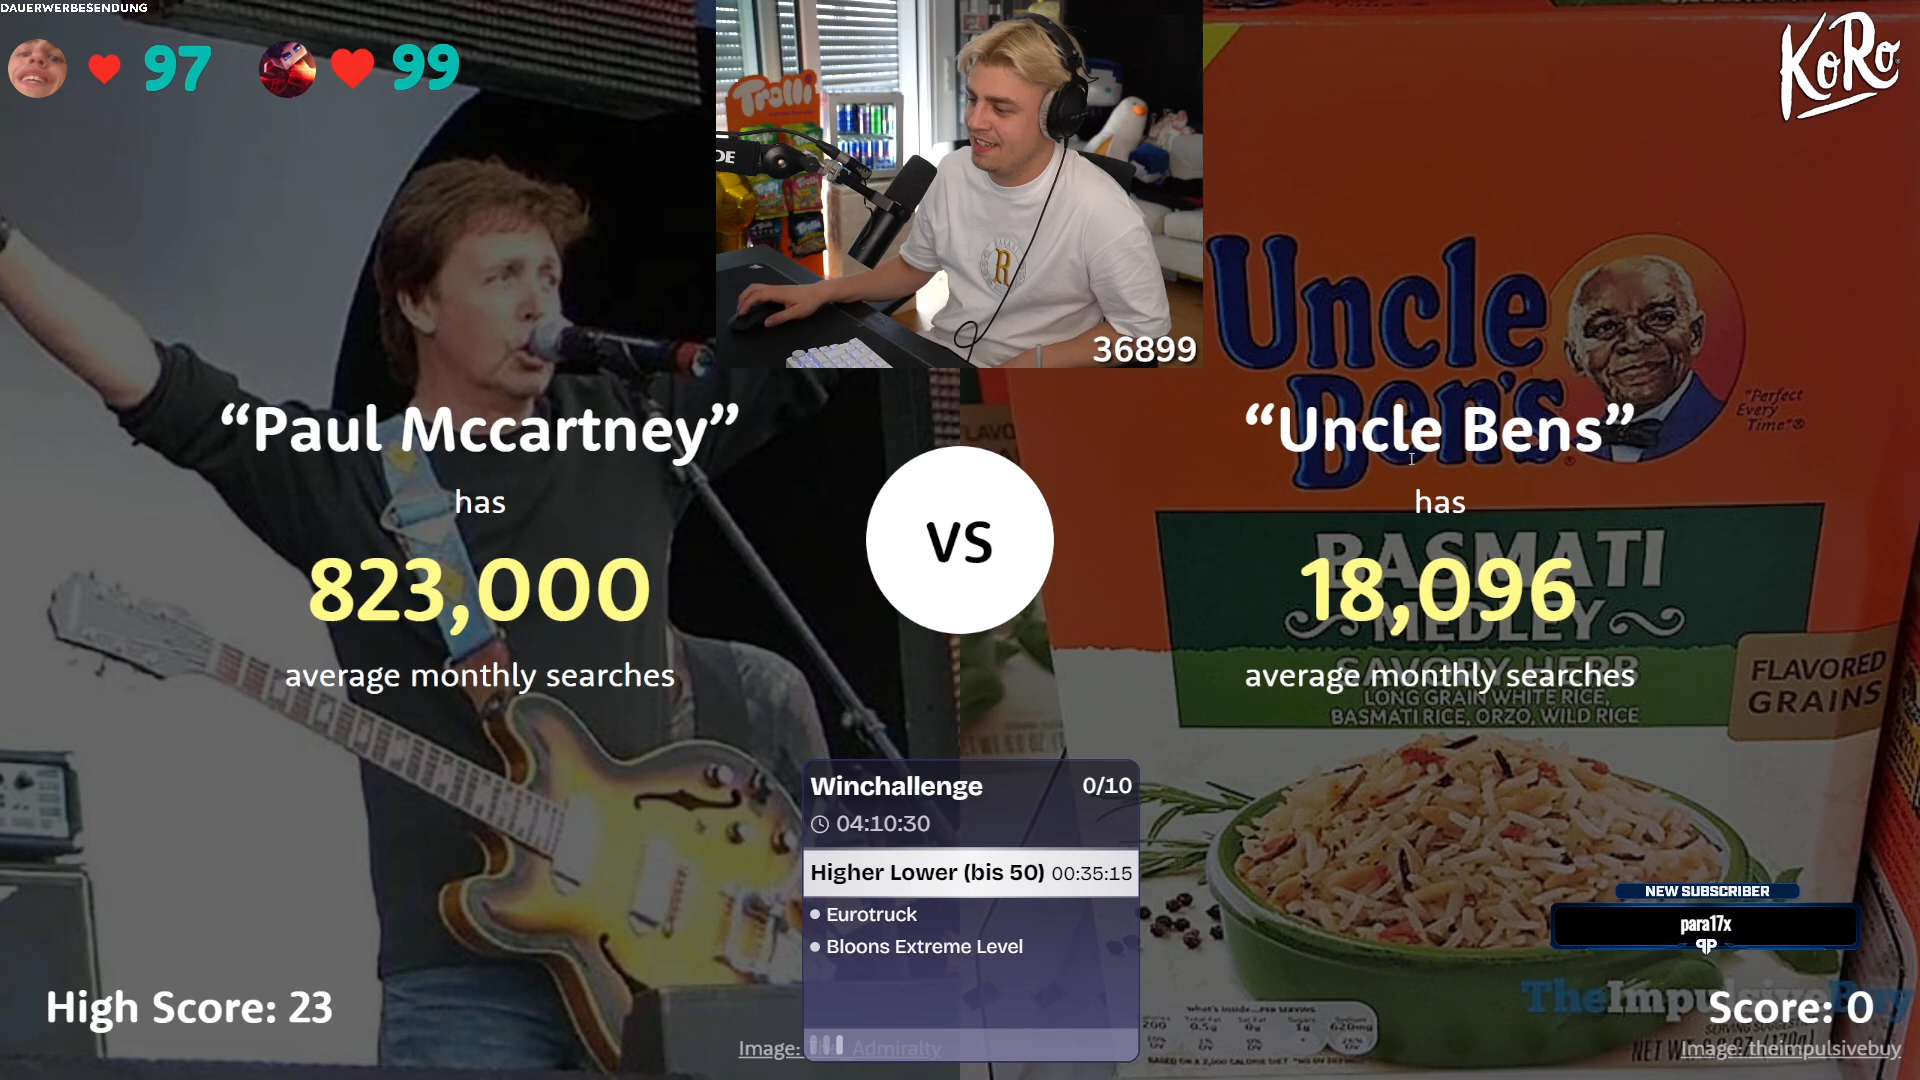 DAUERWERBESENDUNG
97
99
KoRo
Trolli
DE
R
36899
Uncle
Ben's
"Perfect
Every
Time"®
“Paul Mccartney”
has
823,000
average monthly searches
VS
“Uncle Bens”
has
18,096
average monthly searches
BASMATI
MEDLEY
SAVORY HERB
LONG GRAIN WHITE RICE,
BASMATI RICE, ORZO, WILD RICE
FLAVORED
GRAINS
Winchallenge 0/10
04:10:30
Higher Lower (bis 50) 00:35:15
Eurotruck
Bloons Extreme Level
NEW SUBSCRIBER
para17x
High Score: 23
Score: 0
TheImpulsiveBuy
Image: Admiralty
Image: theimpulsivebuy